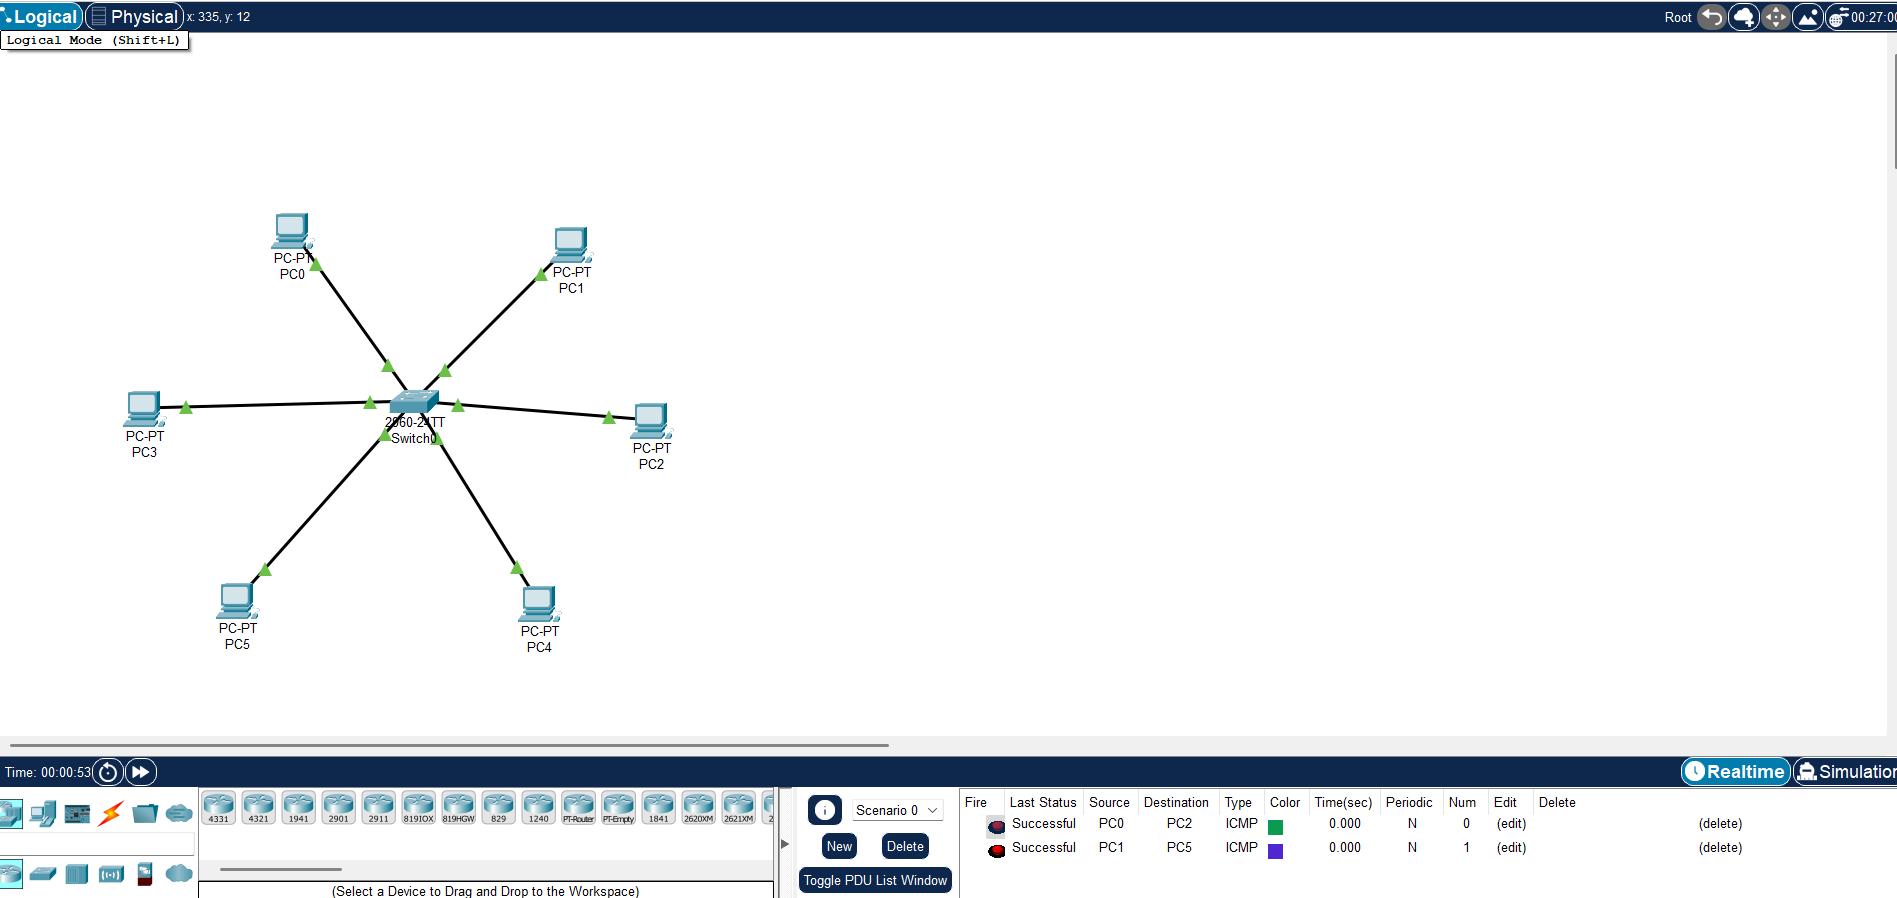 Logical Physical x: 335, y: 12 Root 00:27:00
Logical Mode (Shift+L)
PC-PT
PC0
PC-PT
PC1
PC-PT
PC3
2960-24TT
Switch0
PC-PT
PC2
PC-PT
PC5
PC-PT
PC4
Time: 00:00:53 Realtime Simulation
4331 4321 1941 2901 2911 819IOX 819HGW 829 1240 PT-Router PT-Empty 1841 2620XM 2621XM 2
(Select a Device to Drag and Drop to the Workspace)
Scenario 0
New Delete
Toggle PDU List Window
Fire Last Status Source Destination Type Color Time(sec) Periodic Num Edit Delete
Successful PC0 PC2 ICMP 0.000 N 0 (edit) (delete)
Successful PC1 PC5 ICMP 0.000 N 1 (edit) (delete)